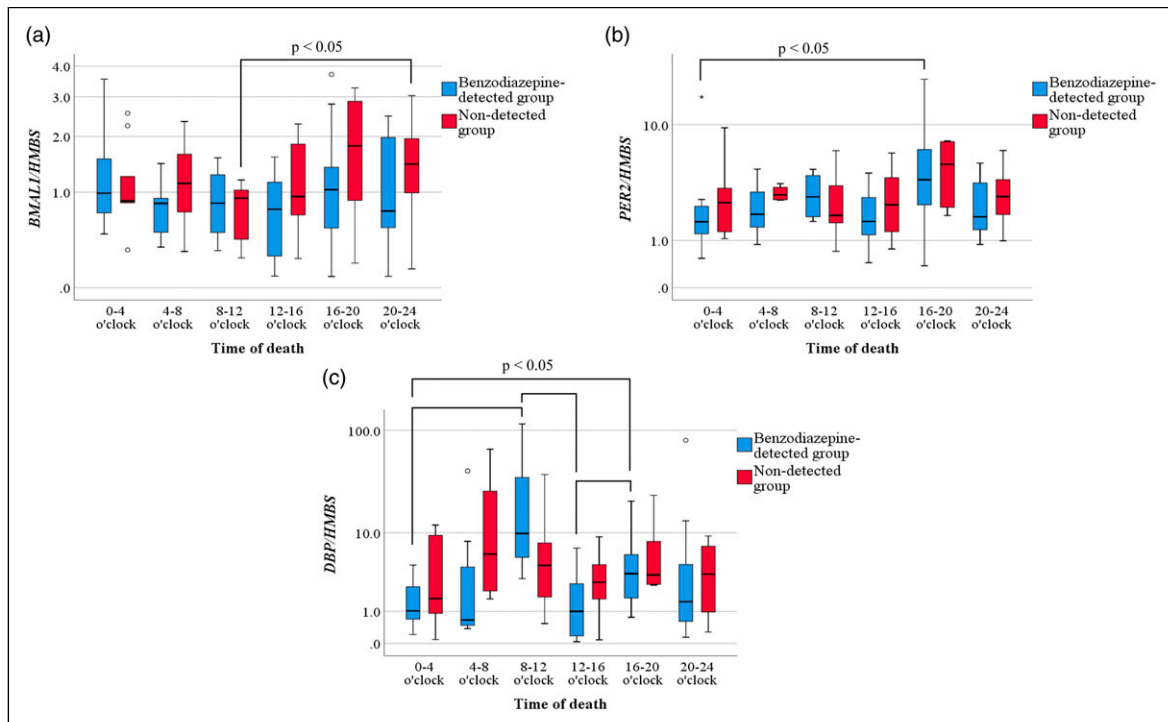 (a)
p < 0.05
4.0
3.0
2.0
1.0
.0
BMAL1/HMBS
Benzodiazepine-
detected group
Non-detected
group
0-4
o'clock
4-8
o'clock
8-12
o'clock
12-16
o'clock
16-20
o'clock
20-24
o'clock
Time of death
(b)
p < 0.05
10.0
1.0
.0
PER2/HMBS
Benzodiazepine-
detected group
Non-detected
group
0-4
o'clock
4-8
o'clock
8-12
o'clock
12-16
o'clock
16-20
o'clock
20-24
o'clock
Time of death
(c)
p < 0.05
100.0
10.0
1.0
.0
DBP/HMBS
Benzodiazepine-
detected group
Non-detected
group
0-4
o'clock
4-8
o'clock
8-12
o'clock
12-16
o'clock
16-20
o'clock
20-24
o'clock
Time of death